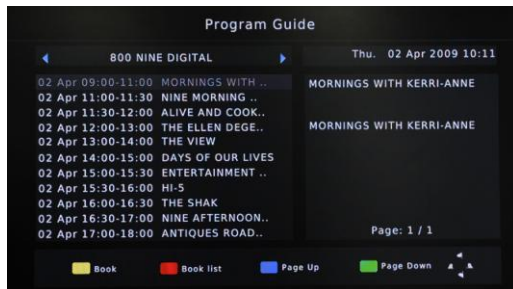 Program Guide
800 NINE DIGITAL
Thu. 02 Apr 2009 10:11
02 Apr 09:00-11:00 MORNINGS WITH ..
02 Apr 11:00-11:30 NINE MORNING ..
02 Apr 11:30-12:00 ALIVE AND COOK..
02 Apr 12:00-13:00 THE ELLEN DEGE..
02 Apr 13:00-14:00 THE VIEW
02 Apr 14:00-15:00 DAYS OF OUR LIVES
02 Apr 15:00-15:30 ENTERTAINMENT ..
02 Apr 15:30-16:00 HI-5
02 Apr 16:00-16:30 THE SHAK
02 Apr 16:30-17:00 NINE AFTERNOON..
02 Apr 17:00-18:00 ANTIQUES ROAD..
MORNINGS WITH KERRI-ANNE
MORNINGS WITH KERRI-ANNE
Page: 1 / 1
Book
Book list
Page Up
Page Down